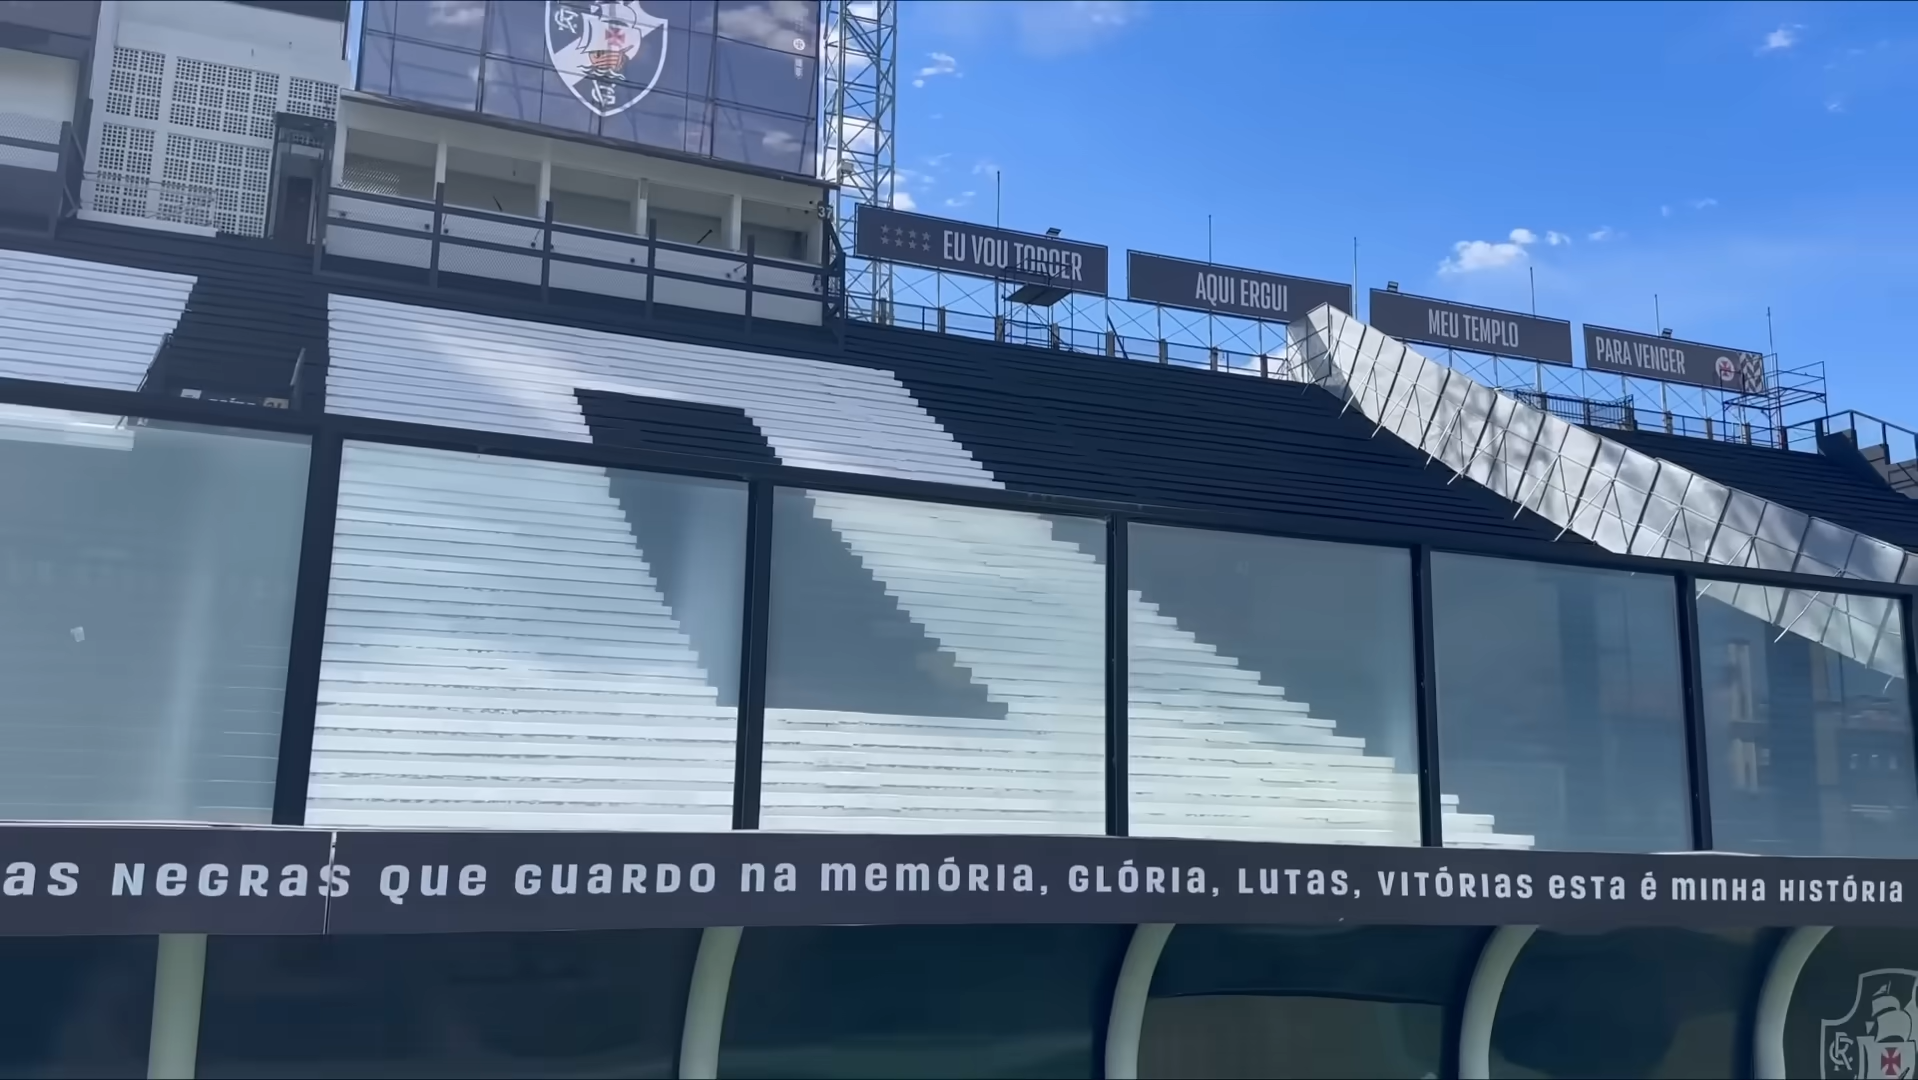 EU VOU TORCER
AQUI ERGUI
MEU TEMPLO
PARA VENCER
37
as NEGRas QUE GUARDO na memóRIa, GLÓRIa, LUTas, VITÓRIas ESTa é mINHa HISTÓRIa